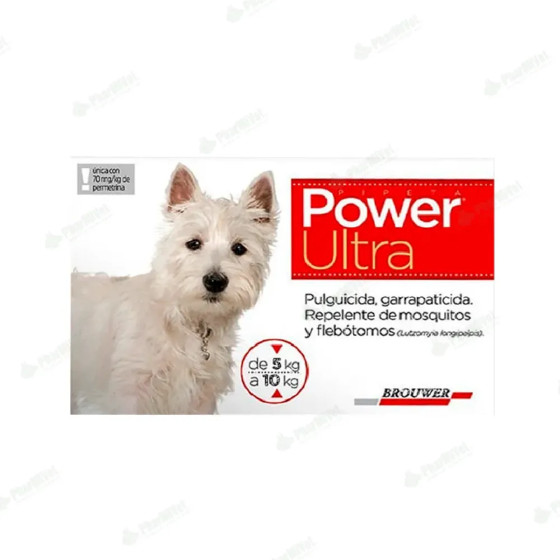 única con
70 mg/kg de
permetrina
PIPETA
Power
Ultra
Pulguicida, garrapaticida.
Repelente de mosquitos
y flebótomos (Lutzomyia longipalpis).
de 5 kg
a 10 kg
BROUWER